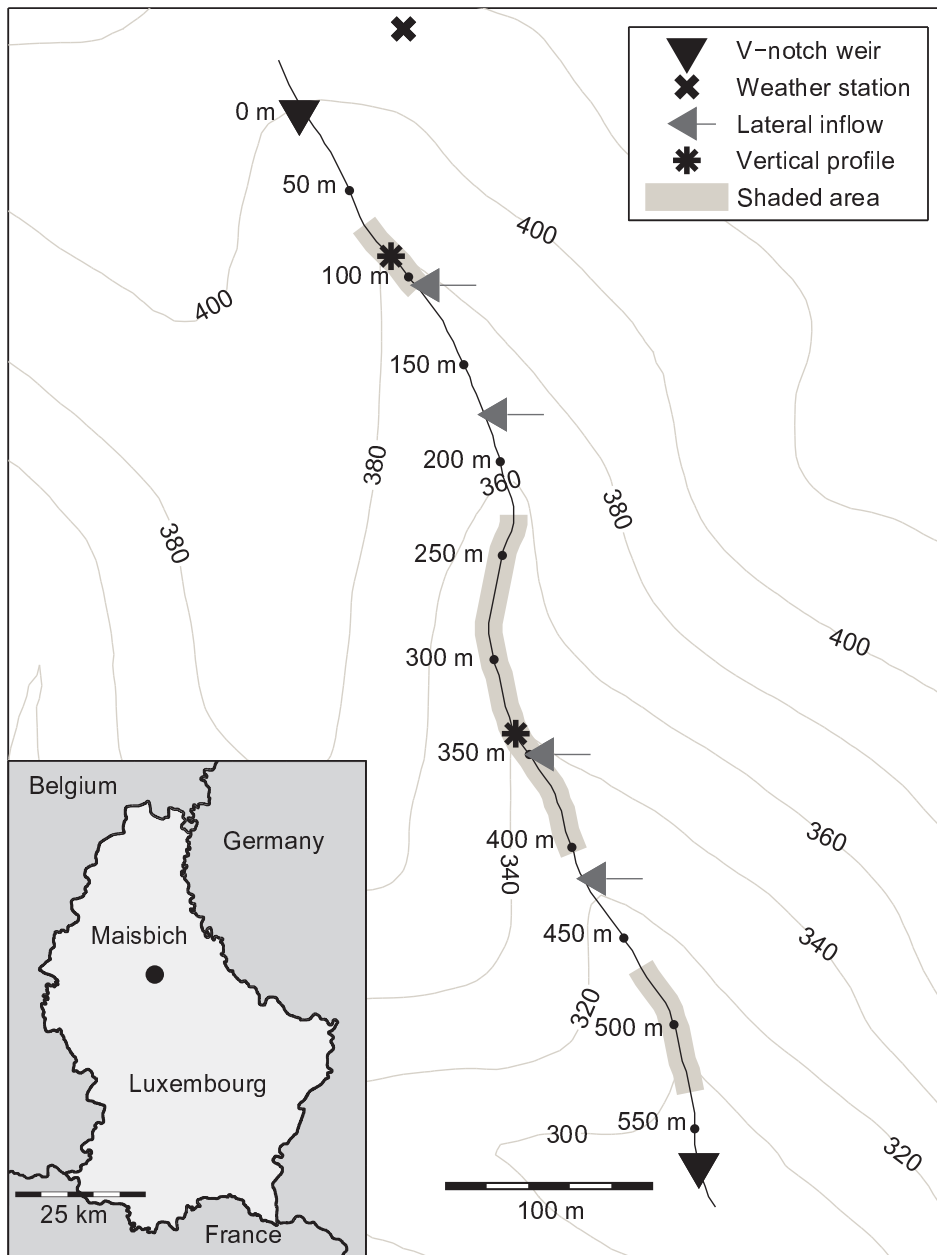 V−notch weir
Weather station
Lateral inflow
Vertical profile
Shaded area
0 m
50 m
400
100 m
400
150 m
380
200 m
360
380
380
250 m
400
300 m
350 m
Belgium
Germany
360
400 m
340
Maisbich
450 m
340
320
500 m
Luxembourg
550 m
300
320
25 km
100 m
France